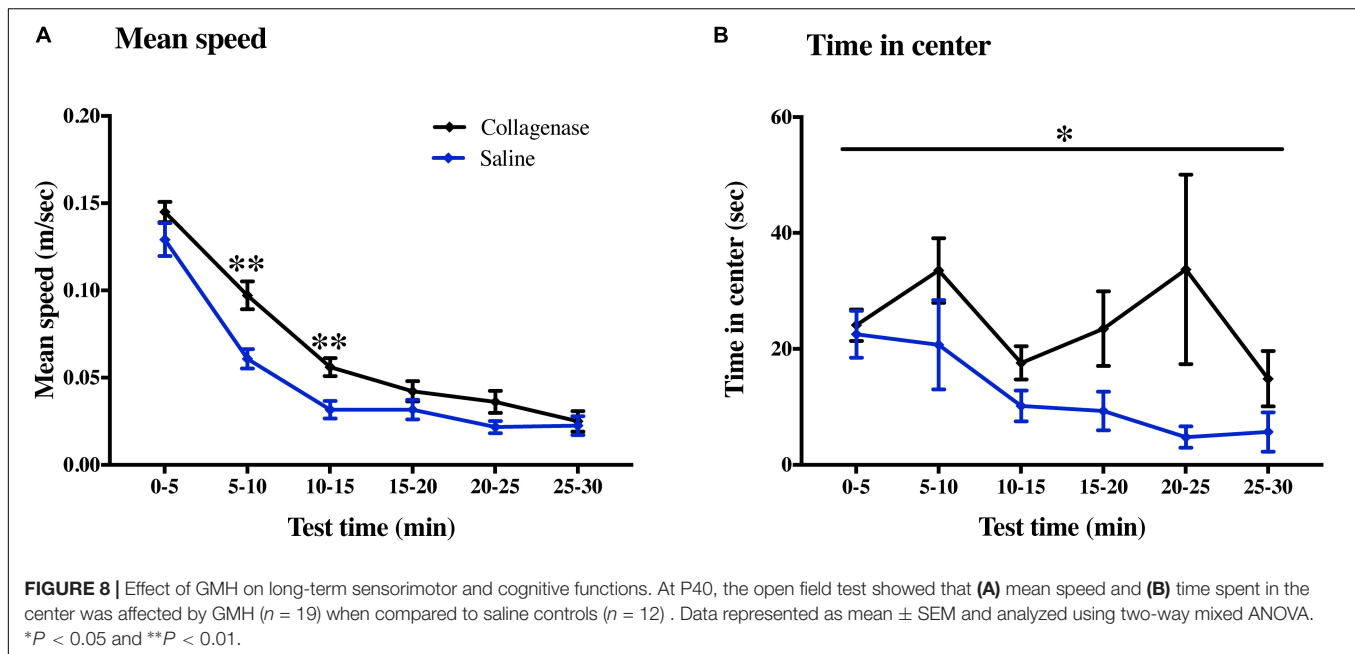 A Mean speed
0.20
0.15
0.10
0.05
0.00
Mean speed (m/sec)
Collagenase
Saline
**
**
0-5 5-10 10-15 15-20 20-25 25-30
Test time (min)
B Time in center
60
40
20
0
Time in center (sec)
*
0-5 5-10 10-15 15-20 20-25 25-30
Test time (min)
FIGURE 8 | Effect of GMH on long-term sensorimotor and cognitive functions. At P40, the open field test showed that (A) mean speed and (B) time spent in the
center was affected by GMH (n = 19) when compared to saline controls (n = 12) . Data represented as mean ± SEM and analyzed using two-way mixed ANOVA.
*P < 0.05 and **P < 0.01.